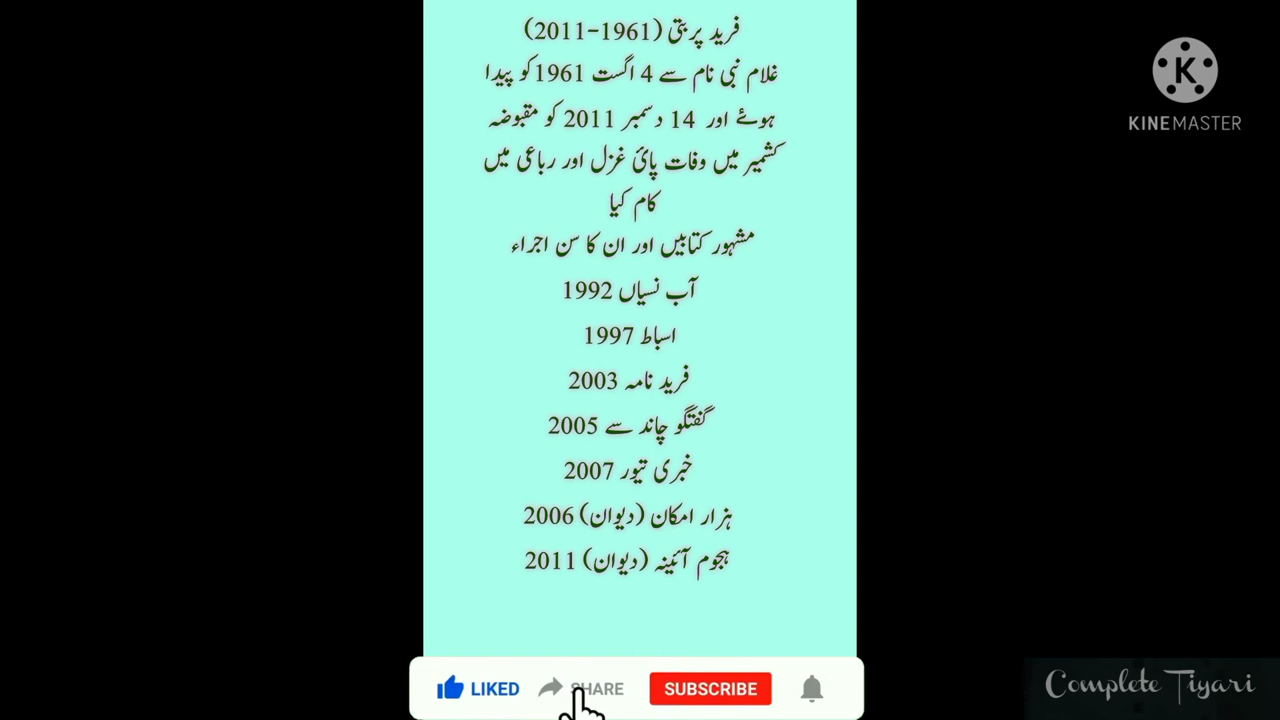 فرید پربتی (1961-2011)
غلام نبی نام سے 4 اگست 1961کو پیدا
ہوئے اور 14 دسمبر 2011 کو مقبوضہ
کشمیر میں وفات پائ غزل اور رباعی میں
کام کیا
مشہور کتابیں اور ان کا سن اجراء
آب نسیاں 1992
اسباط 1997
فرید نامہ 2003
گفتگو چاند سے 2005
خبری تیور 2007
ہزار امکان (دیوان) 2006
ہجوم آئینہ (دیوان) 2011
K
KINEMASTER
LIKED SHARE SUBSCRIBE
Complete Tiyari